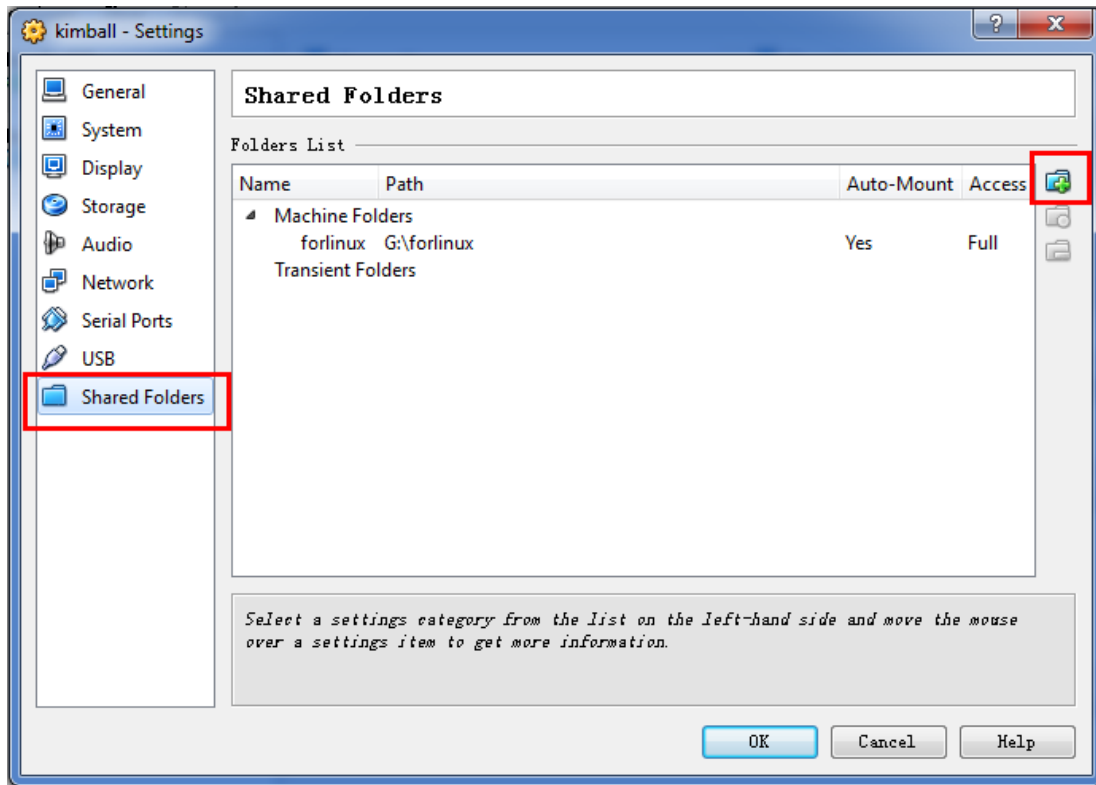 kimball - Settings
General
System
Display
Storage
Audio
Network
Serial Ports
USB
Shared Folders
Shared Folders
Folders List
Name Path Auto-Mount Access
Machine Folders
forlinux G:\forlinux Yes Full
Transient Folders
Select a settings category from the list on the left-hand side and move the mouse
over a settings item to get more information.
OK Cancel Help